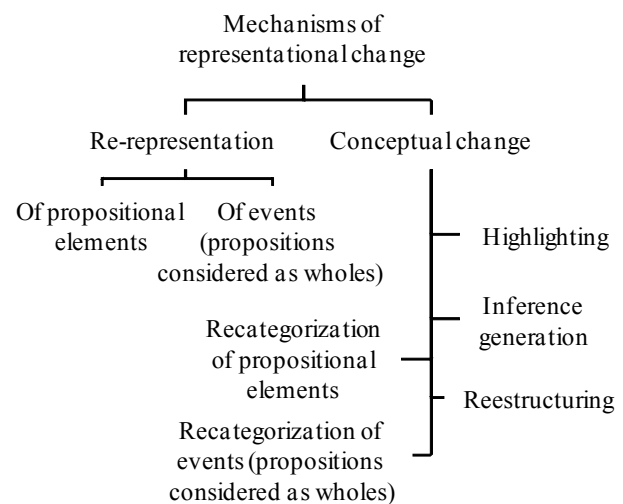 Mechanisms of
representational change
Re-representation
Conceptual change
Of propositional
elements
Of events
(propositions
considered as wholes)
Highlighting
Inference
generation
Recategorization
of propositional
elements
Reestructuring
Recategorization of
events (propositions
considered as wholes)